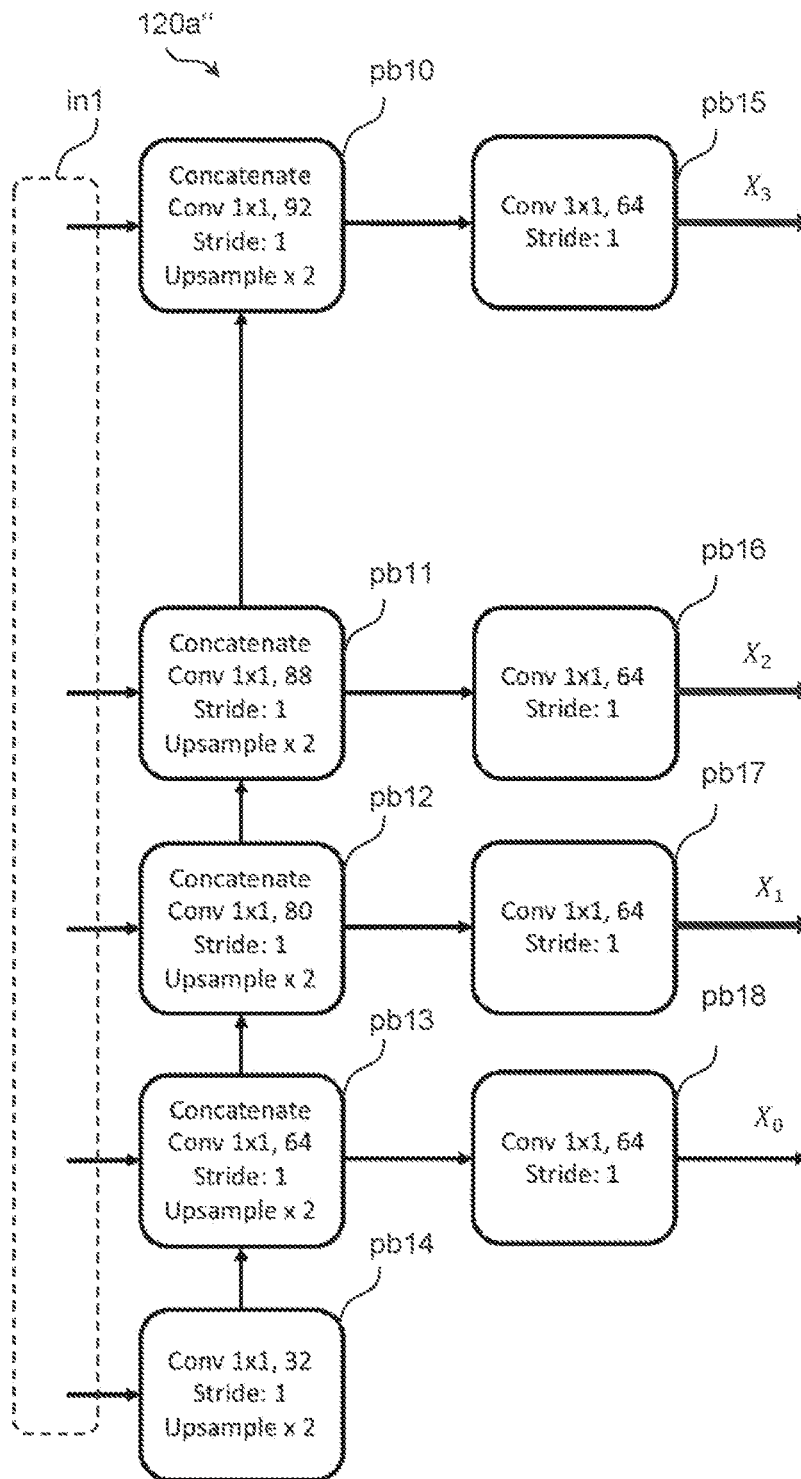 120a"
in1
pb10
pb15
Concatenate
Conv 1x1, 92
Stride: 1
Upsample x 2
Conv 1x1, 64
Stride: 1
X₃
pb11
pb16
Concatenate
Conv 1x1, 88
Stride: 1
Upsample x 2
Conv 1x1, 64
Stride: 1
X₂
pb12
pb17
Concatenate
Conv 1x1, 80
Stride: 1
Upsample x 2
Conv 1x1, 64
Stride: 1
X₁
pb13
pb18
Concatenate
Conv 1x1, 64
Stride: 1
Upsample x 2
Conv 1x1, 64
Stride: 1
X₀
pb14
Conv 1x1, 32
Stride: 1
Upsample x 2